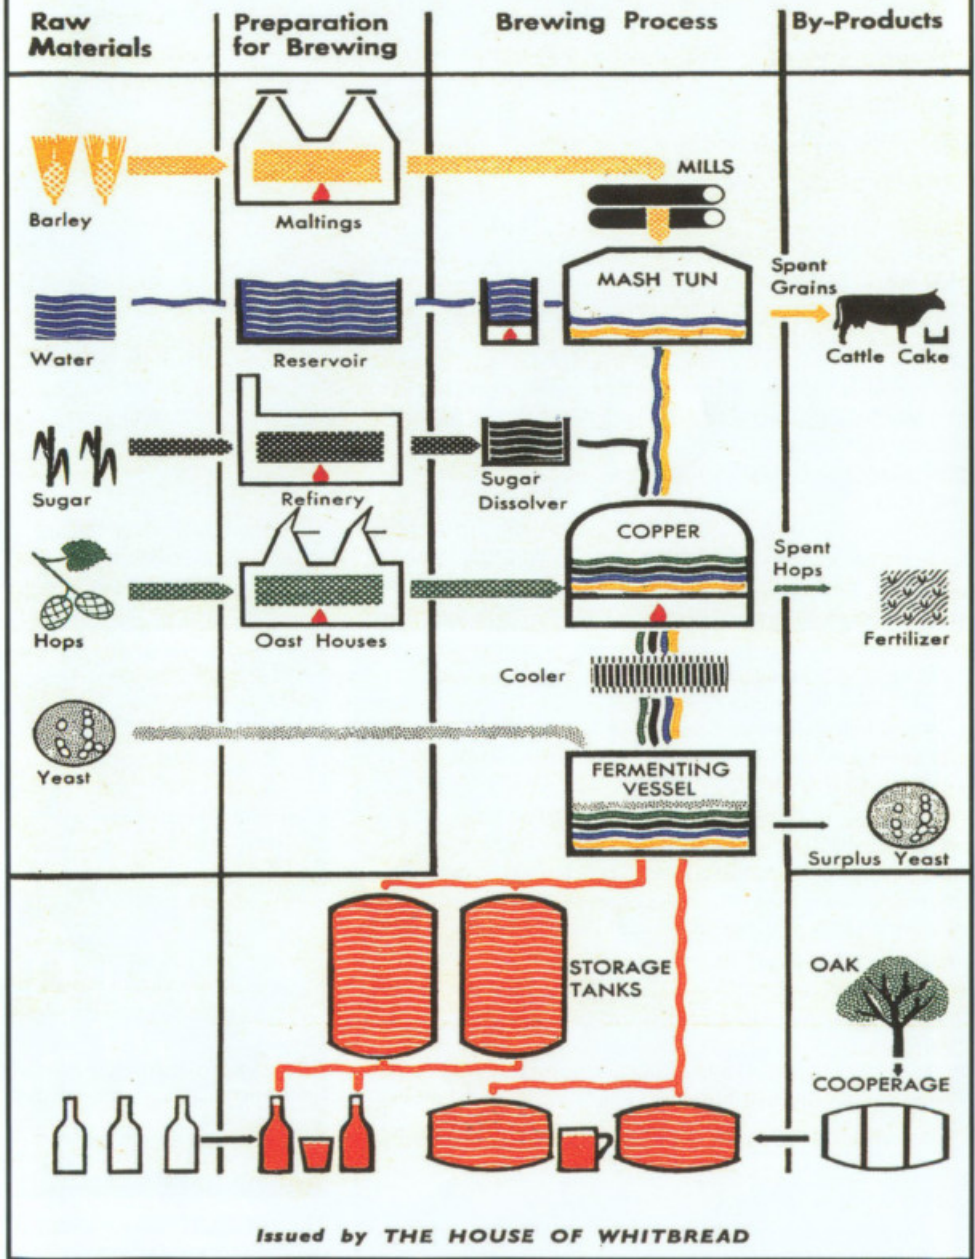 Raw
Materials
Preparation
for Brewing
Brewing Process
By-Products
Barley
Maltings
MILLS
MASH TUN
Spent
Grains
Water
Reservoir
Cattle Cake
Sugar
Refinery
Sugar
Dissolver
COPPER
Spent
Hops
Hops
Oast Houses
Fertilizer
Cooler
Yeast
FERMENTING
VESSEL
Surplus Yeast
STORAGE
TANKS
OAK
COOPERAGE
Issued by THE HOUSE OF WHITBREAD